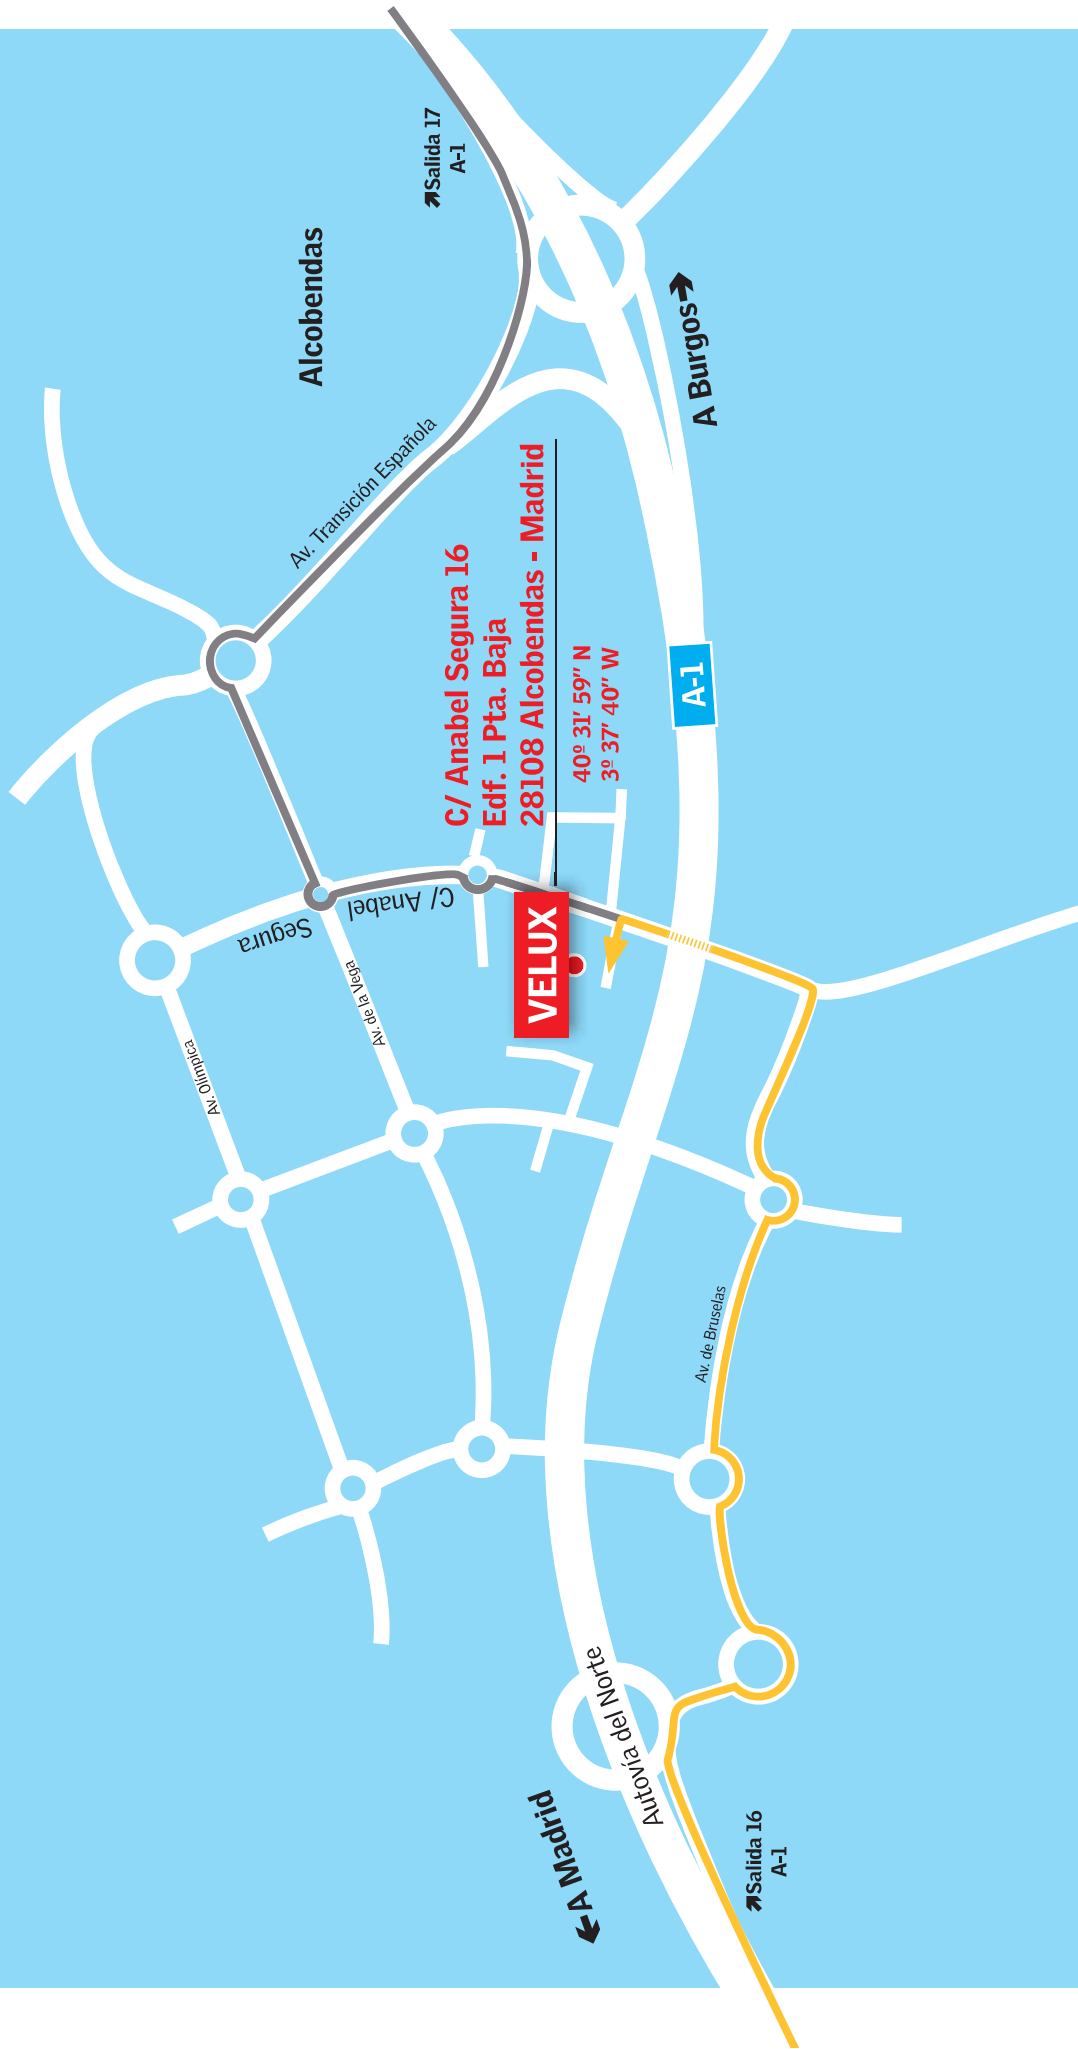 Salida 17
A-1
Alcobendas
A Burgos
Av. Transición Española
C/ Anabel Segura 16
Edf. 1 Pta. Baja
28108 Alcobendas - Madrid
40º 31' 59" N
3º 37' 40" W
A-1
C/ Anabel
Segura
VELUX
Av. de la Vega
Av. Olímpica
Av. de Bruselas
Autovía del Norte
A Madrid
Salida 16
A-1